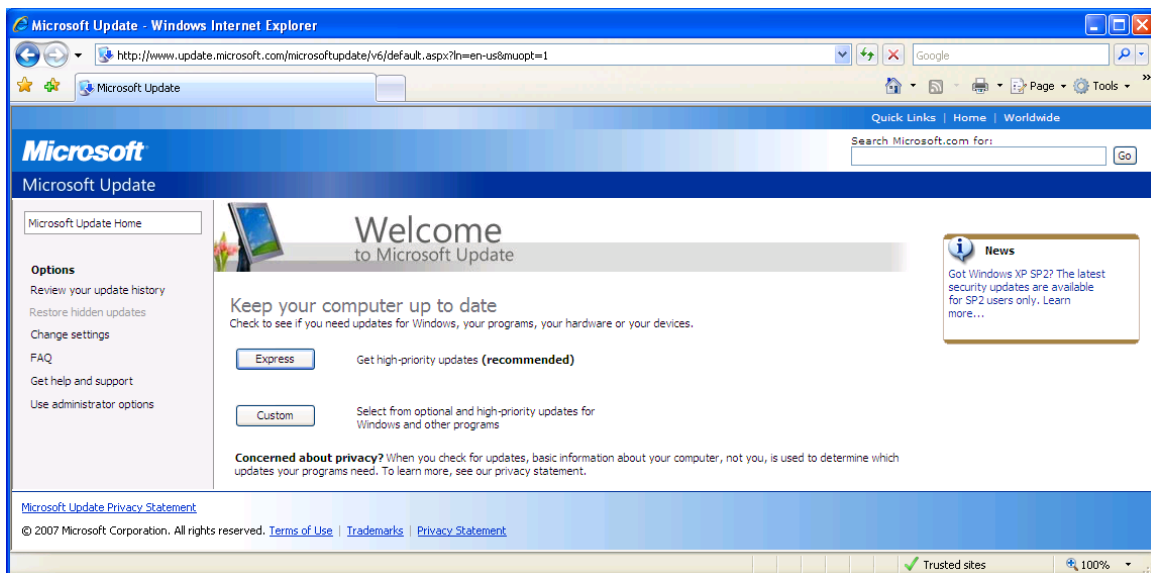 Microsoft Update - Windows Internet Explorer
http://www.update.microsoft.com/microsoftupdate/v6/default.aspx?ln=en-us&muopt=1
Google
Microsoft Update
Page
Tools
Quick Links | Home | Worldwide
Microsoft
Search Microsoft.com for:
Go
Microsoft Update
Microsoft Update Home
Options
Review your update history
Restore hidden updates
Change settings
FAQ
Get help and support
Use administrator options
Welcome
to Microsoft Update
Keep your computer up to date
Check to see if you need updates for Windows, your programs, your hardware or your devices.
Express
Get high-priority updates (recommended)
Custom
Select from optional and high-priority updates for
Windows and other programs
Concerned about privacy? When you check for updates, basic information about your computer, not you, is used to determine which
updates your programs need. To learn more, see our privacy statement.
News
Got Windows XP SP2? The latest
security updates are available
for SP2 users only. Learn
more...
Microsoft Update Privacy Statement
© 2007 Microsoft Corporation. All rights reserved. Terms of Use | Trademarks | Privacy Statement
Trusted sites
100%